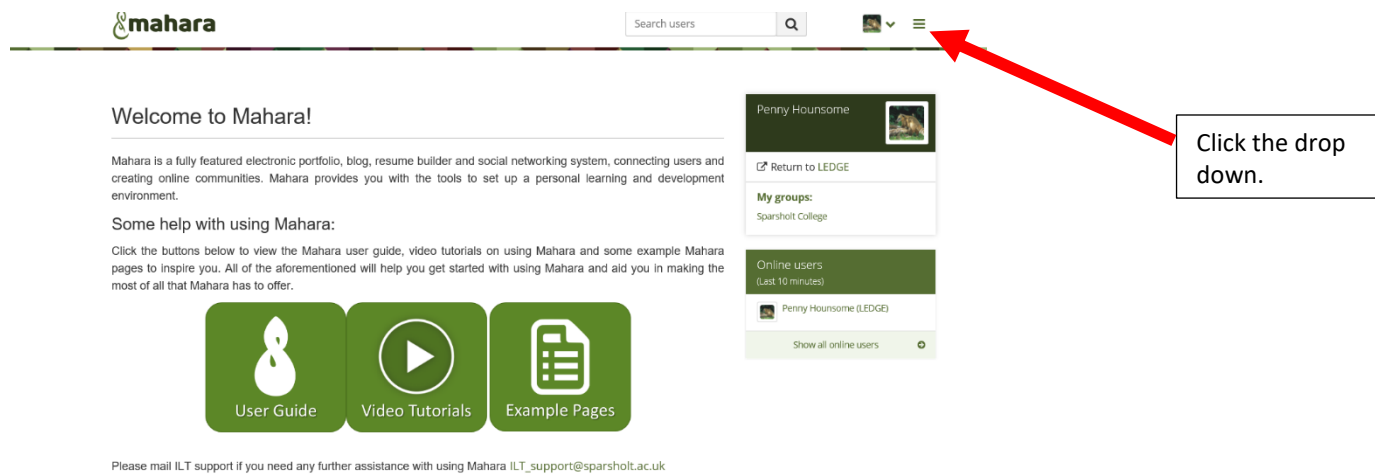 mahara
Search users
Welcome to Mahara!
Mahara is a fully featured electronic portfolio, blog, resume builder and social networking system, connecting users and
creating online communities. Mahara provides you with the tools to set up a personal learning and development
environment.
Some help with using Mahara:
Click the buttons below to view the Mahara user guide, video tutorials on using Mahara and some example Mahara
pages to inspire you. All of the aforementioned will help you get started with using Mahara and aid you in making the
most of all that Mahara has to offer.
User Guide
Video Tutorials
Example Pages
Please mail ILT support if you need any further assistance with using Mahara ILT_support@sparsholt.ac.uk
Penny Hounsome
Return to LEDGE
My groups:
Sparsholt College
Online users
(Last 10 minutes)
Penny Hounsome (LEDGE)
Show all online users
Click the drop
down.